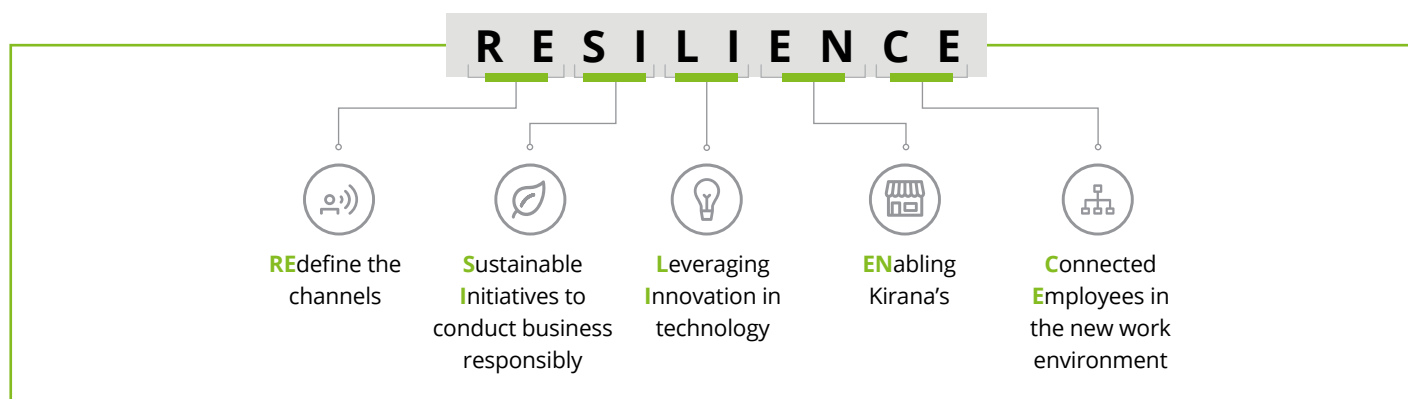 RESILIENCE
REdefine the
channels
Sustainable
Initiatives to
conduct business
responsibly
Leveraging
Innovation in
technology
ENabling
Kirana’s
Connected
Employees in
the new work
environment